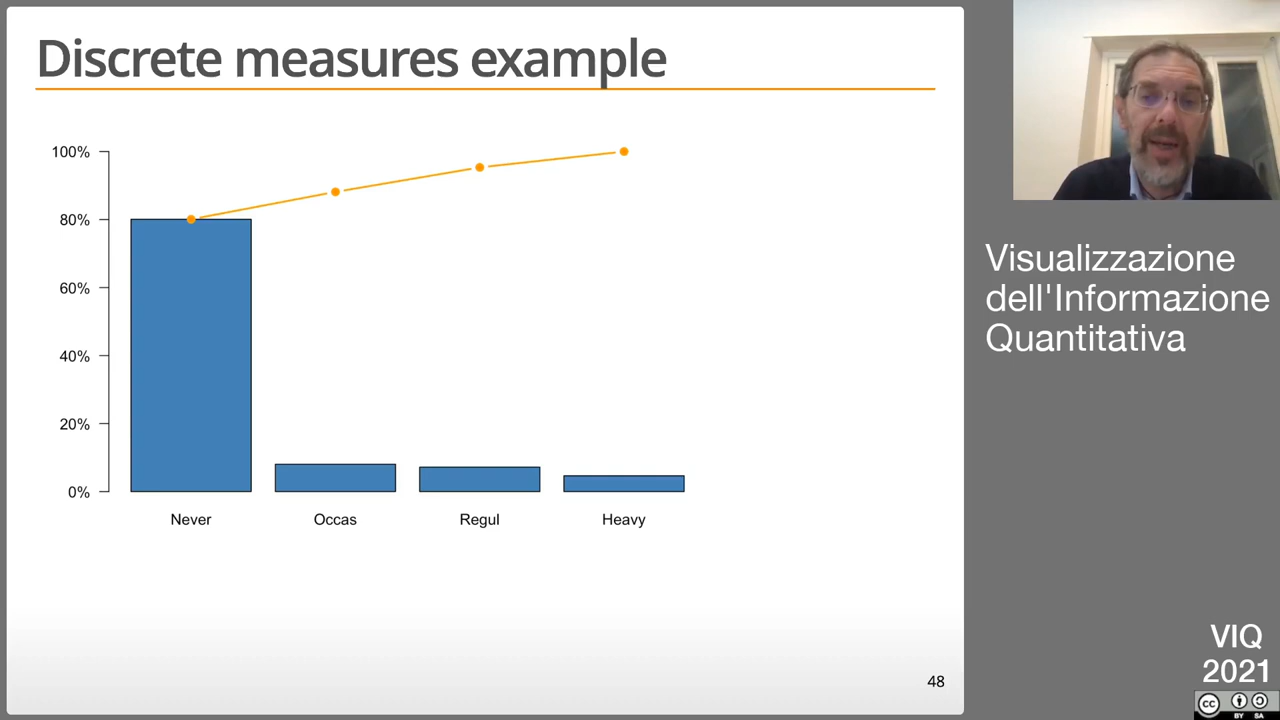 Discrete measures example
100%
80%
60%
40%
20%
0%
Never Occas Regul Heavy
48
Visualizzazione
dell'Informazione
Quantitativa
VIQ
2021
cc
BY SA